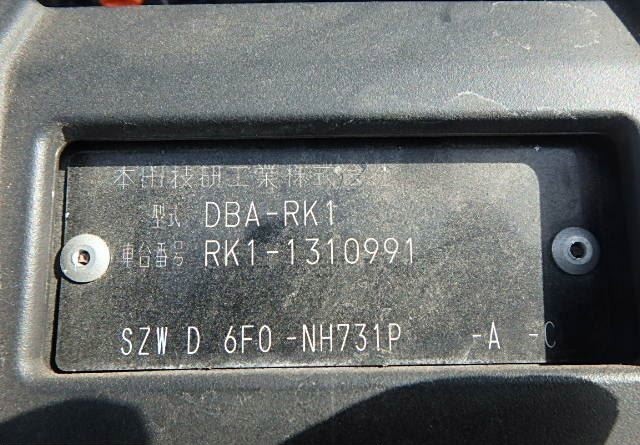 本田技研工業株式会社
型式 DBA-RK1
車台番号 RK1-1310991
SZW D 6F0 -NH731P -A -C